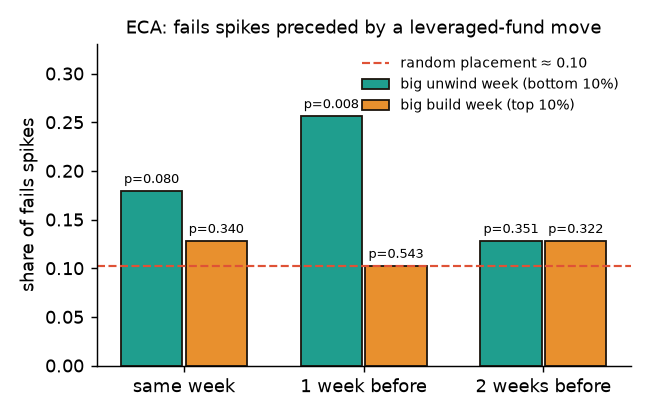 ECA: fails spikes preceded by a leveraged-fund move
random placement ≈ 0.10
big unwind week (bottom 10%)
big build week (top 10%)
share of fails spikes
0.30
0.25
0.20
0.15
0.10
0.05
0.00
p=0.080
p=0.340
p=0.008
p=0.543
p=0.351
p=0.322
same week
1 week before
2 weeks before